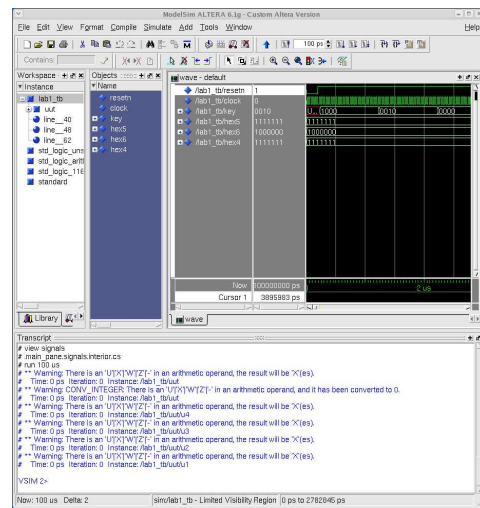 ModelSim ALTERA 6.1g - Custom Altera Version
File Edit View Format Compile Simulate Add Tools Window Help
100 ps
Contains:
Workspace
Instance
lab1_tb
uut
line__40
line__48
line__62
std_logic_uns
std_logic_arit
std_logic_116
standard
Library
Objects
Name
resetn
clock
key
hex5
hex6
hex4
wave - default
/lab1_tb/resetn 1
/lab1_tb/clock 0
/lab1_tb/key 0010 U... 1000 0010 0000
/lab1_tb/hex5 1111111 1111111
/lab1_tb/hex6 1000000 1000000
/lab1_tb/hex4 1111111 1111111
Now 100000000 ps 2 us
Cursor 1 3895983 ps
wave
Transcript
# view signals
# .main_pane.signals.interior.cs
# run 100 us
# ** Warning: There is an 'U'|'X'|'W'|'Z'|'-' in an arithmetic operand, the result will be 'X'(es).
# Time: 0 ps Iteration: 0 Instance: /lab1_tb/uut
# ** Warning: CONV_INTEGER: There is an 'U'|'X'|'W'|'Z'|'-' in an arithmetic operand, and it has been converted to 0.
# Time: 0 ps Iteration: 0 Instance: /lab1_tb/uut
# ** Warning: There is an 'U'|'X'|'W'|'Z'|'-' in an arithmetic operand, the result will be 'X'(es).
# Time: 0 ps Iteration: 0 Instance: /lab1_tb/uut/u4
# ** Warning: There is an 'U'|'X'|'W'|'Z'|'-' in an arithmetic operand, the result will be 'X'(es).
# Time: 0 ps Iteration: 0 Instance: /lab1_tb/uut/u3
# ** Warning: There is an 'U'|'X'|'W'|'Z'|'-' in an arithmetic operand, the result will be 'X'(es).
# Time: 0 ps Iteration: 0 Instance: /lab1_tb/uut/u2
# ** Warning: There is an 'U'|'X'|'W'|'Z'|'-' in an arithmetic operand, the result will be 'X'(es).
# Time: 0 ps Iteration: 0 Instance: /lab1_tb/uut/u1
VSIM 2>
Now: 100 us Delta: 2 sim:/lab1_tb - Limited Visibility Region 0 ps to 2782845 ps